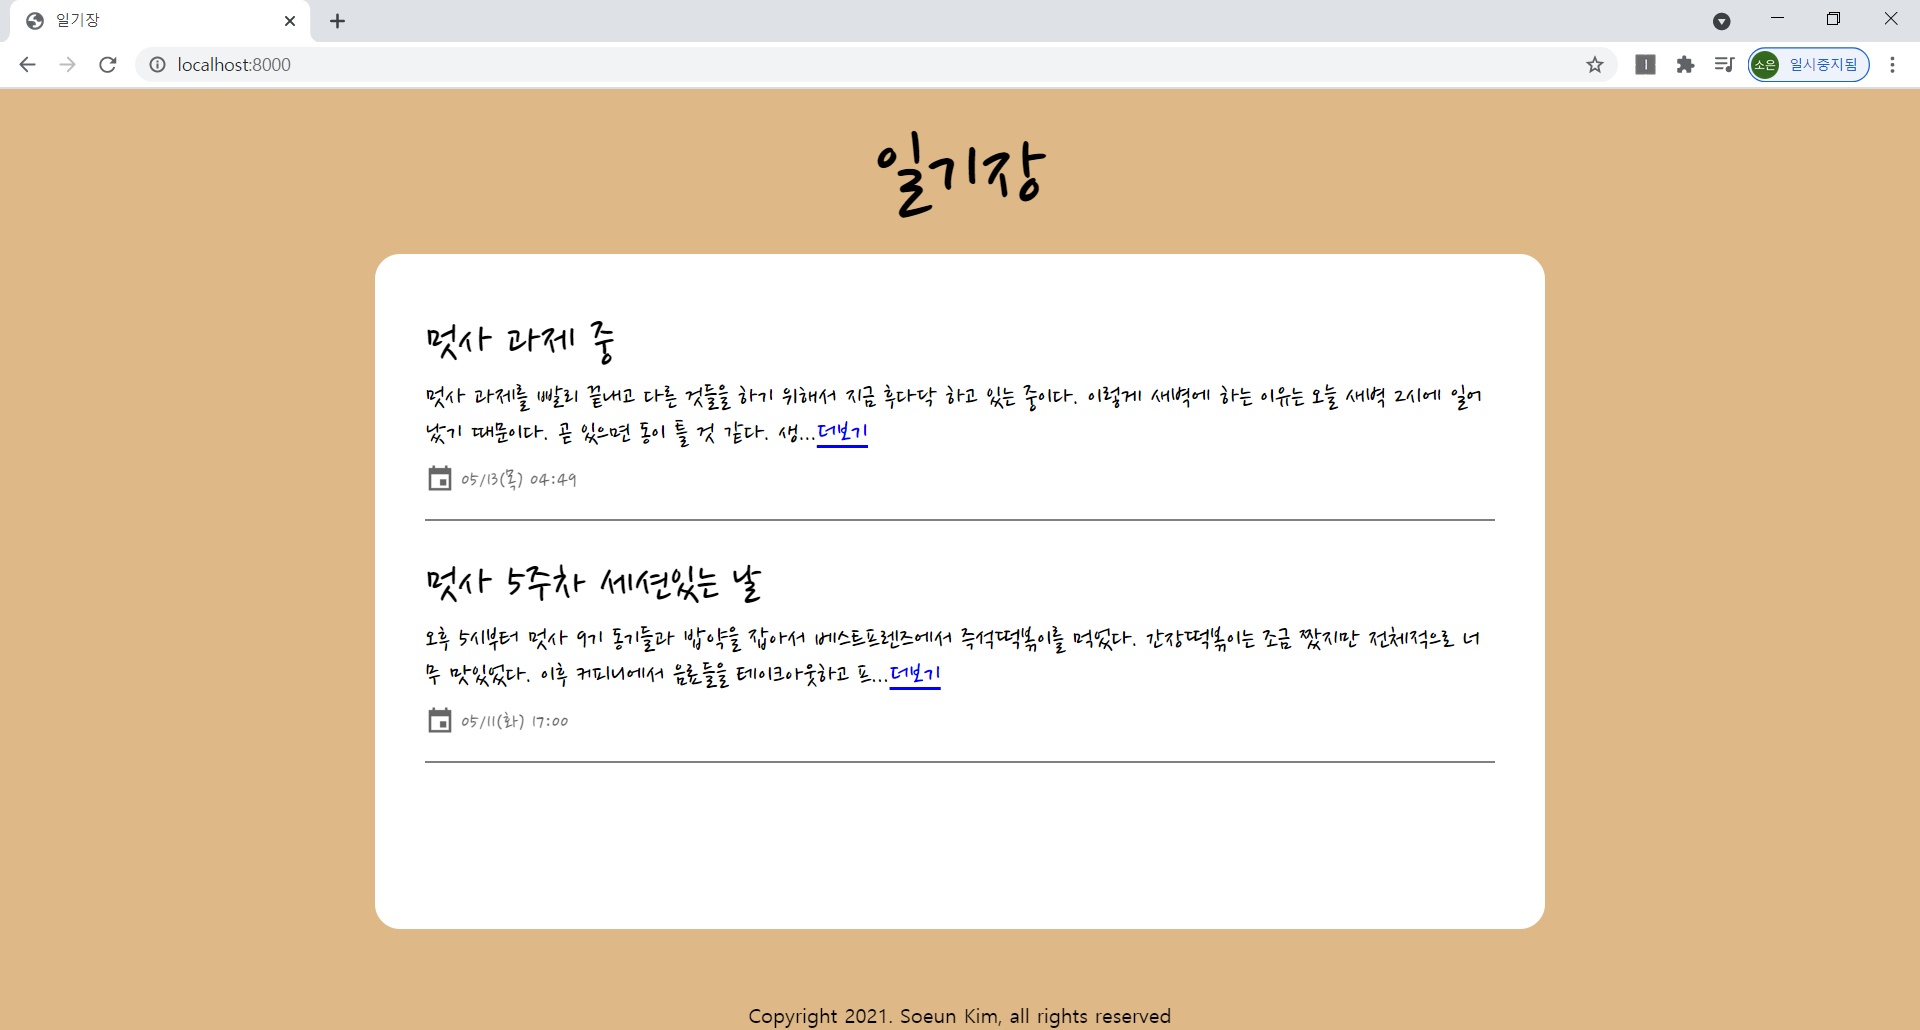 일기장
localhost:8000
소은 일시중지됨
일기장
멋사 과제 중
멋사 과제를 빨리 끝내고 다른 것들을 하기 위해서 지금 후다닥 하고 있는 중이다. 이렇게 새벽에 하는 이유는 오늘 새벽 2시에 일어
났기 때문이다. 곧 있으면 동이 틀 것 같다. 생...더보기
05/13(목) 04:49
멋사 5주차 세션있는 날
오후 5시부터 멋사 9기 동기들과 밥약을 잡아서 베스트프렌즈에서 즉석떡볶이를 먹었다. 간장떡볶이는 조금 짰지만 전체적으로 너
무 맛있었다. 이후 커피니에서 음료들을 테이크아웃하고 프...더보기
05/11(화) 17:00
Copyright 2021. Soeun Kim, all rights reserved